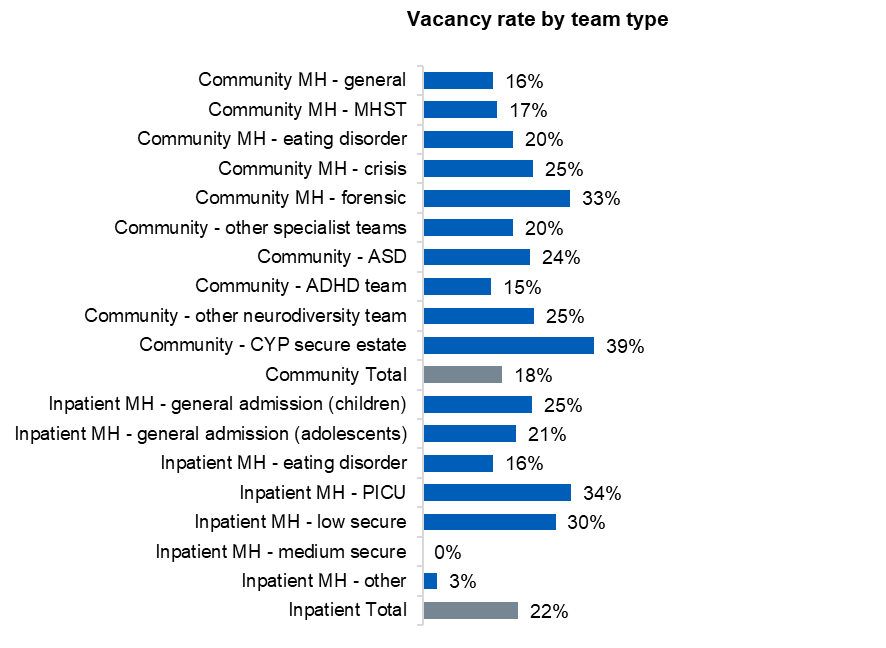 Vacancy rate by team type
Community MH - general 16%
Community MH - MHST 17%
Community MH - eating disorder 20%
Community MH - crisis 25%
Community MH - forensic 33%
Community - other specialist teams 20%
Community - ASD 24%
Community - ADHD team 15%
Community - other neurodiversity team 25%
Community - CYP secure estate 39%
Community Total 18%
Inpatient MH - general admission (children) 25%
Inpatient MH - general admission (adolescents) 21%
Inpatient MH - eating disorder 16%
Inpatient MH - PICU 34%
Inpatient MH - low secure 30%
Inpatient MH - medium secure 0%
Inpatient MH - other 3%
Inpatient Total 22%